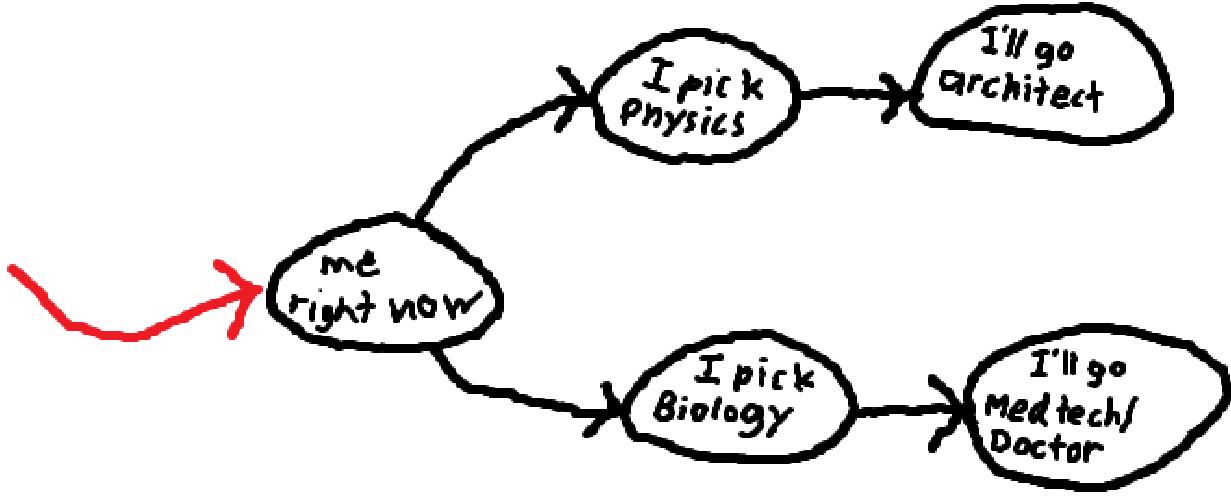 I pick
physics
I'll go
architect
me
right now
I pick
Biology
I'll go
Medtech/
Doctor